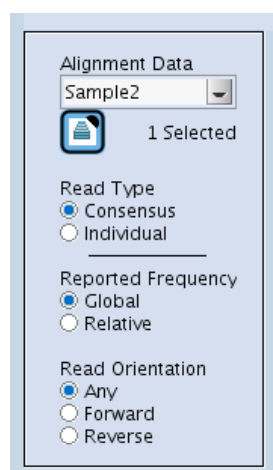 Alignment Data
Sample2
1 Selected
Read Type
Consensus
Individual
Reported Frequency
Global
Relative
Read Orientation
Any
Forward
Reverse